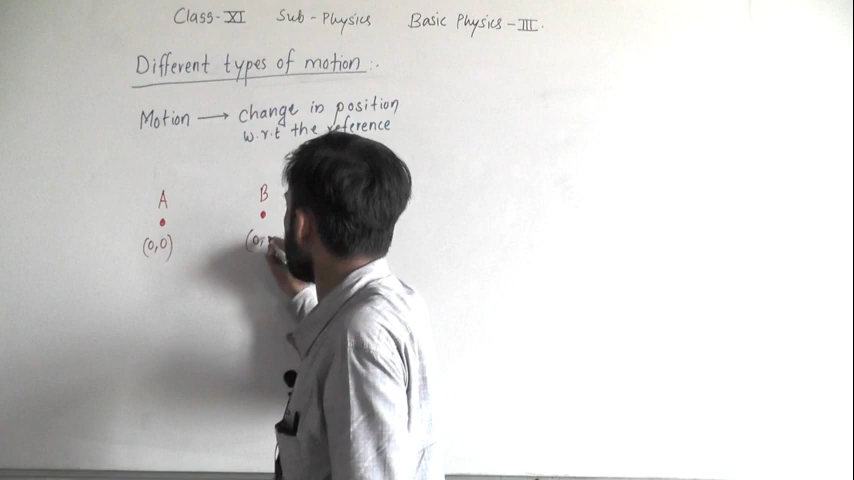 Class-XI Sub-Physics Basic Physics-III.
Different types of motion:.
Motion → change in position
w.r.t the reference
A B
(0,0) (0,